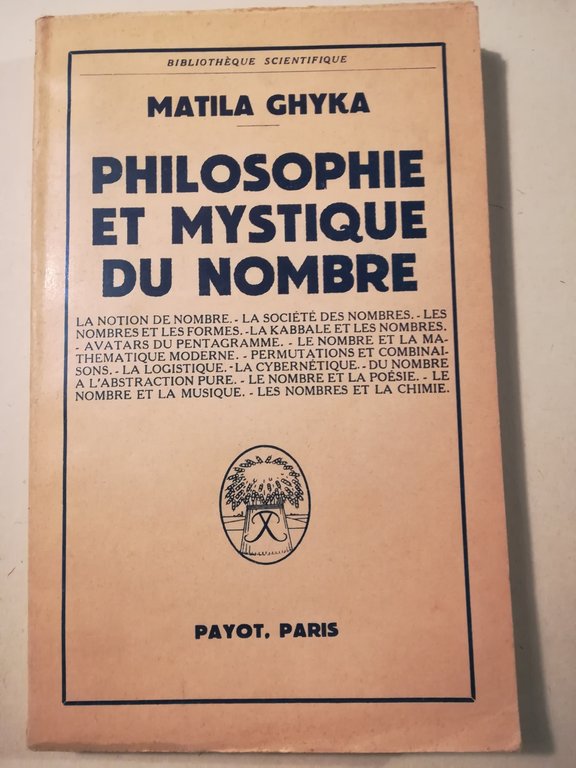 BIBLIOTHÈQUE SCIENTIFIQUE
MATILA GHYKA
PHILOSOPHIE
ET MYSTIQUE
DU NOMBRE
LA NOTION DE NOMBRE. - LA SOCIÉTÉ DES NOMBRES. - LES
NOMBRES ET LES FORMES. - LA KABBALE ET LES NOMBRES.
- AVATARS DU PENTAGRAMME. - LE NOMBRE ET LA MA-
THEMATIQUE MODERNE. - PERMUTATIONS ET COMBINAI-
SONS. - LA LOGISTIQUE. - LA CYBERNÉTIQUE. - DU NOMBRE
A L'ABSTRACTION PURE. - LE NOMBRE ET LA POÉSIE. - LE
NOMBRE ET LA MUSIQUE. - LES NOMBRES ET LA CHIMIE.
PAYOT, PARIS